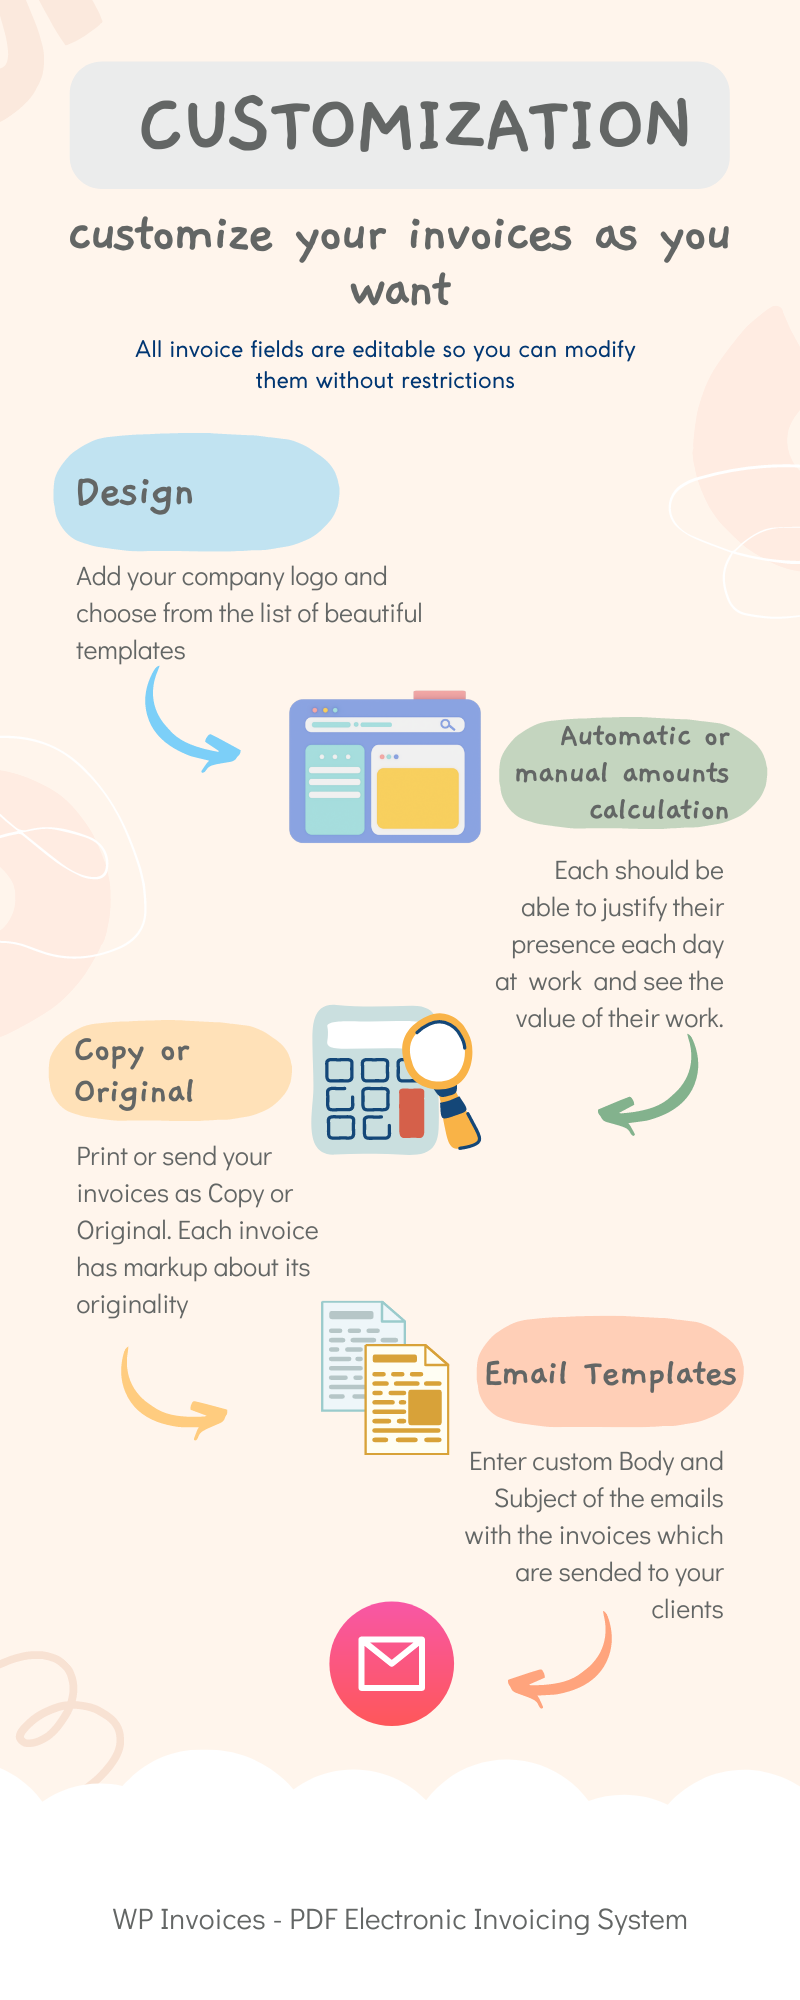 CUSTOMIZATION
customize your invoices as you
want
All invoice fields are editable so you can modify
them without restrictions
Design
Add your company logo and
choose from the list of beautiful
templates
Automatic or
manual amounts
calculation
Each should be
able to justify their
presence each day
at work and see the
value of their work.
Copy or
Original
Print or send your
invoices as Copy or
Original. Each invoice
has markup about its
originality
Email Templates
Enter custom Body and
Subject of the emails
with the invoices which
are sended to your
clients
WP Invoices - PDF Electronic Invoicing System